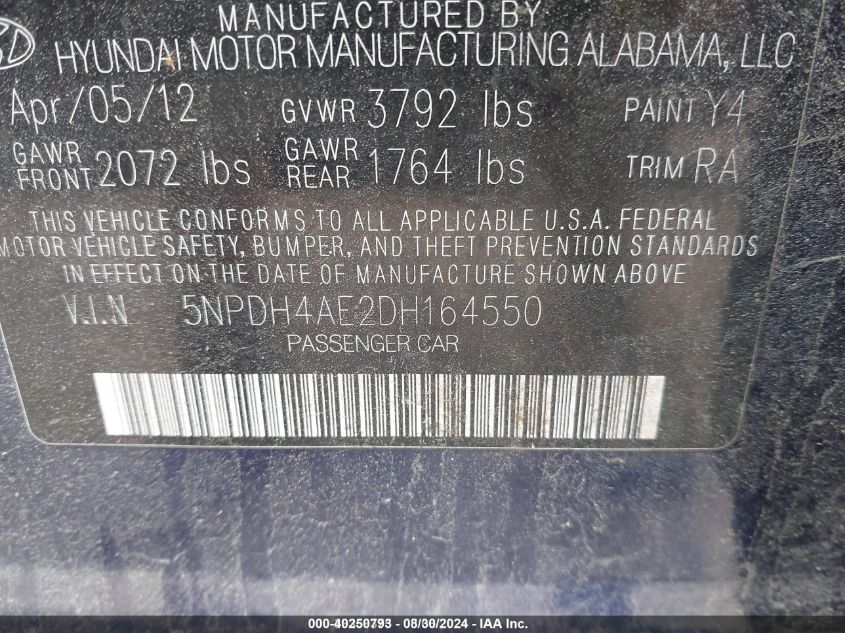 MANUFACTURED BY
HYUNDAI MOTOR MANUFACTURING ALABAMA, LLC
Apr/05/12 GVWR 3792 lbs PAINT Y4
GAWR FRONT 2072 lbs GAWR REAR 1764 lbs TRIM RA
THIS VEHICLE CONFORMS TO ALL APPLICABLE U.S.A. FEDERAL
MOTOR VEHICLE SAFETY, BUMPER, AND THEFT PREVENTION STANDARDS
IN EFFECT ON THE DATE OF MANUFACTURE SHOWN ABOVE
V.I.N 5NPDH4AE2DH164550
PASSENGER CAR
000-40250793 - 08/30/2024 - IAA Inc.